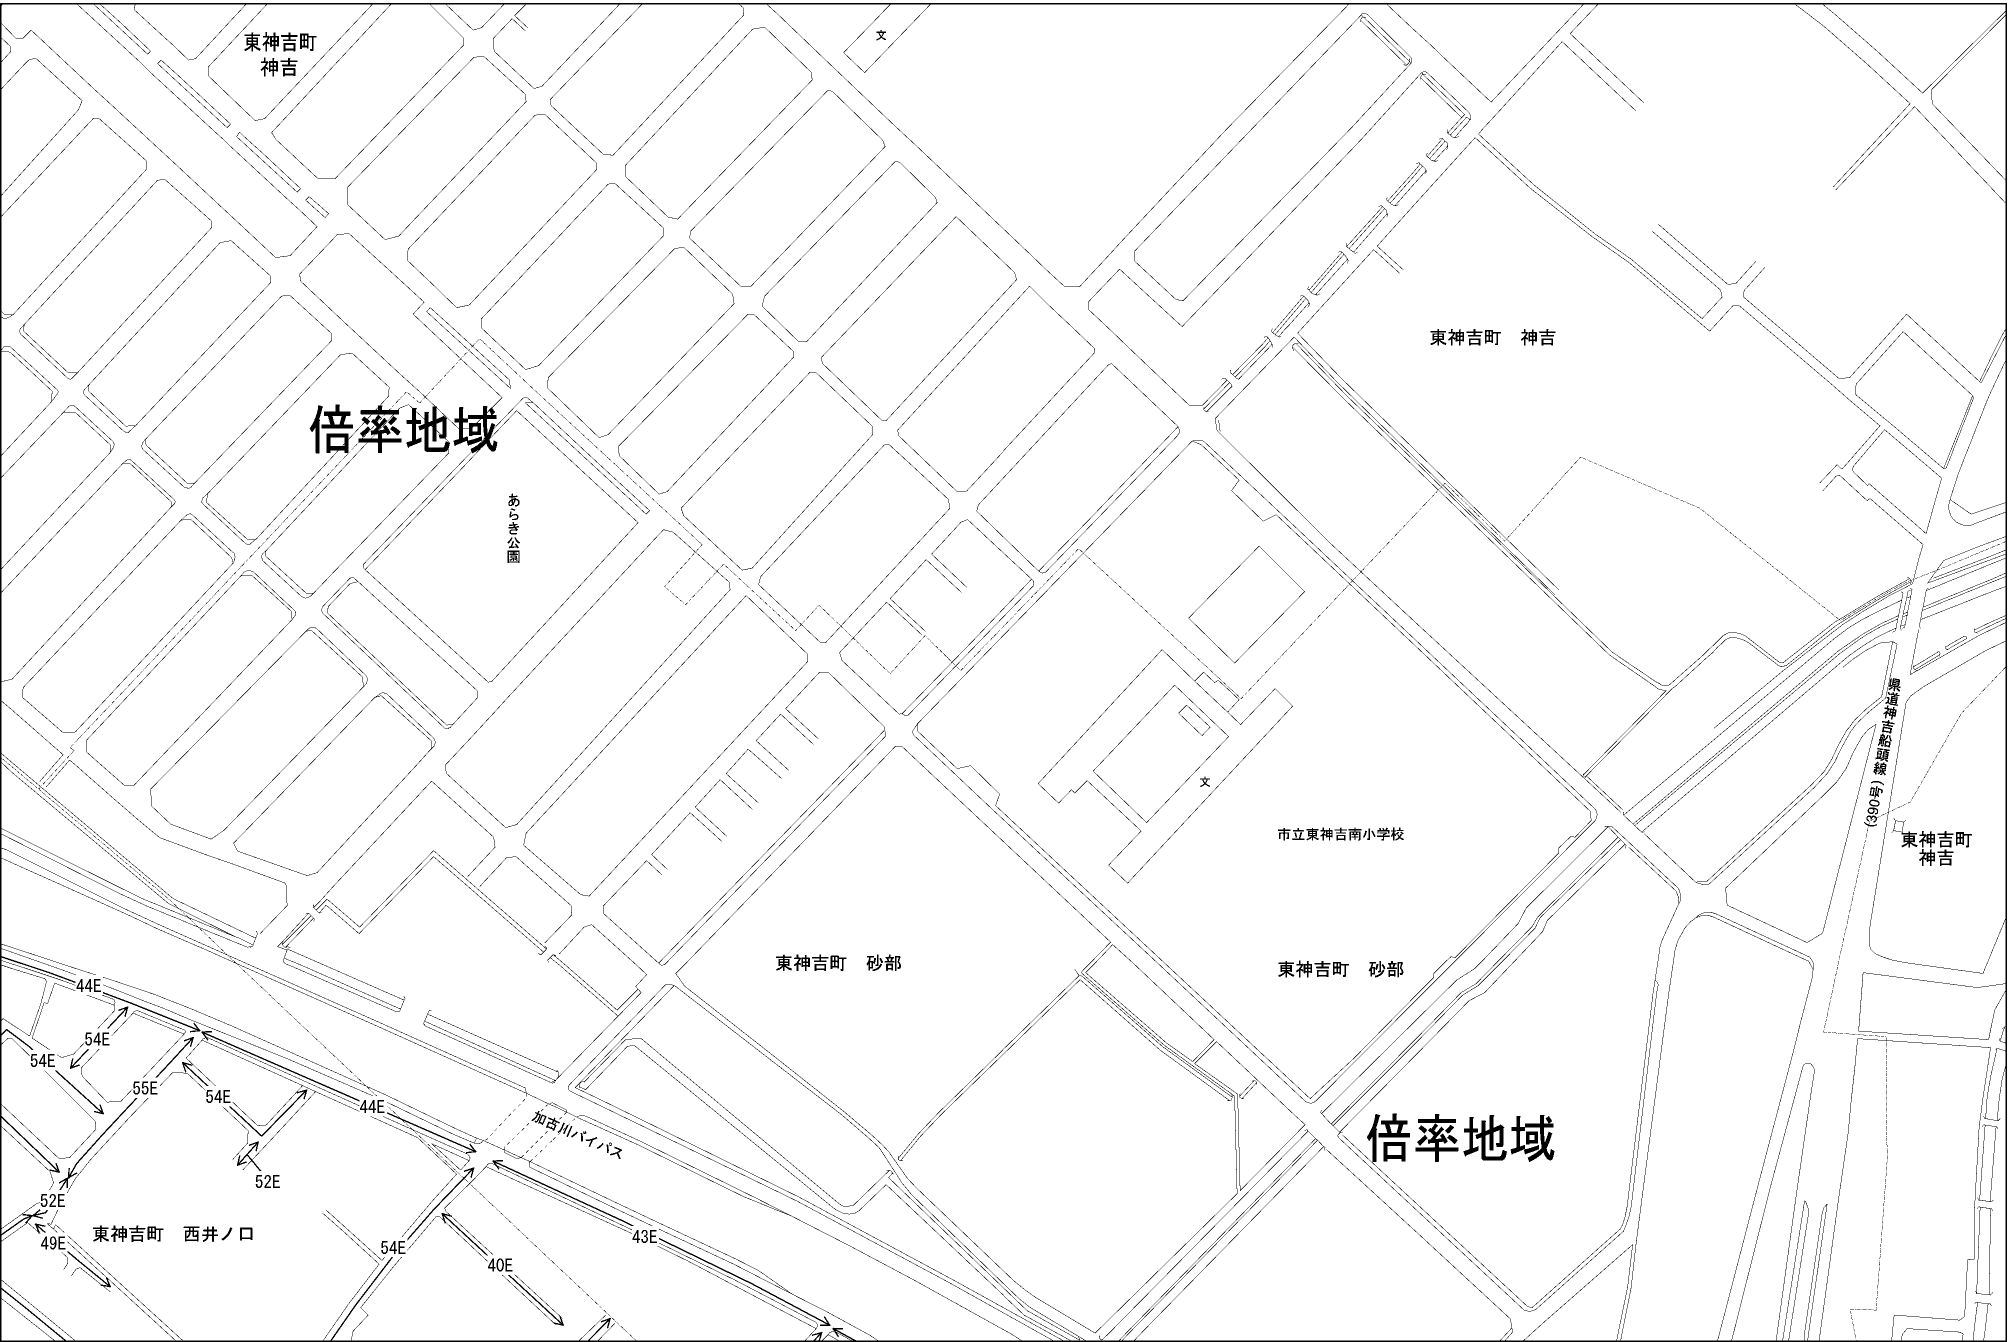 東神吉町
神吉
文
東神吉町　神吉
倍率地域
あらき公園
県道神吉船頭線
(390号)
文
市立東神吉南小学校
東神吉町
神吉
東神吉町　砂部
東神吉町　砂部
44E
54E
54E
55E
54E
44E
加古川バイパス
倍率地域
52E
52E
東神吉町　西井ノ口
49E
54E
43E
40E